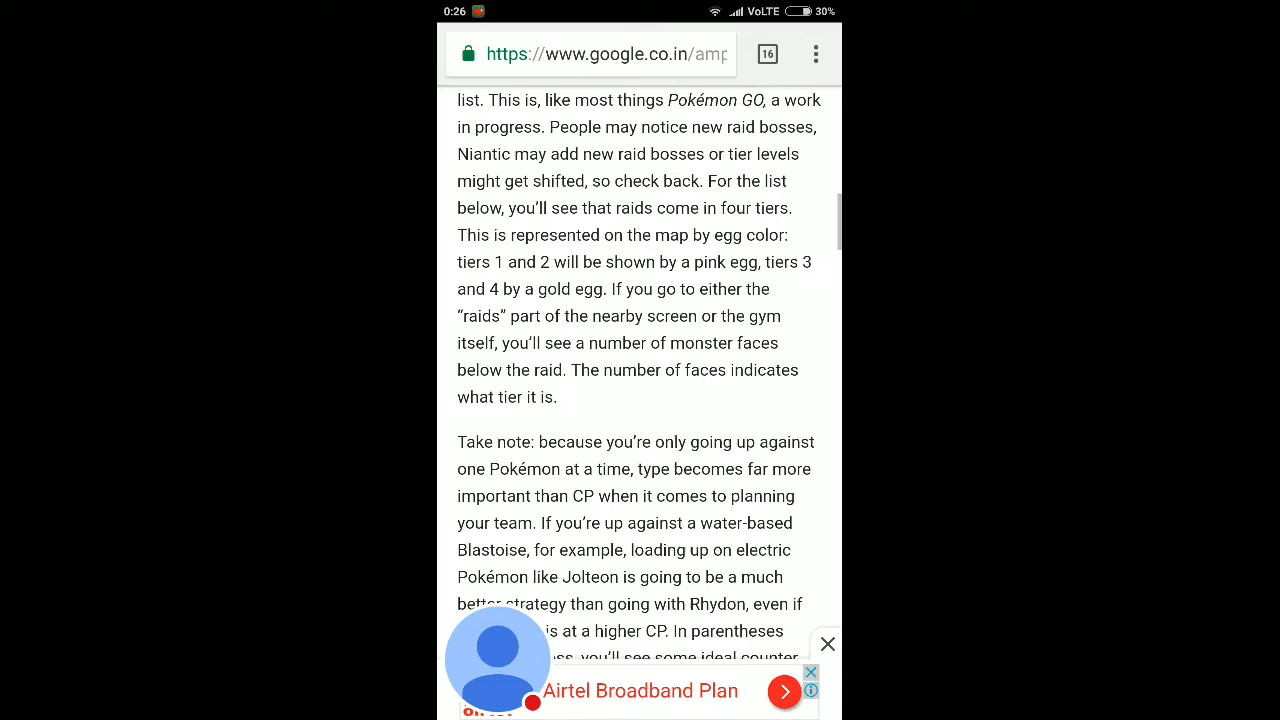 0:26
VoLTE
30%
https://www.google.co.in/amp
16
list. This is, like most things Pokémon GO, a work
in progress. People may notice new raid bosses,
Niantic may add new raid bosses or tier levels
might get shifted, so check back. For the list
below, you’ll see that raids come in four tiers.
This is represented on the map by egg color:
tiers 1 and 2 will be shown by a pink egg, tiers 3
and 4 by a gold egg. If you go to either the
“raids” part of the nearby screen or the gym
itself, you’ll see a number of monster faces
below the raid. The number of faces indicates
what tier it is.
Take note: because you’re only going up against
one Pokémon at a time, type becomes far more
important than CP when it comes to planning
your team. If you’re up against a water-based
Blastoise, for example, loading up on electric
Pokémon like Jolteon is going to be a much
better strategy than going with Rhydon, even if
is at a higher CP. In parentheses
you’ll see some ideal counter
Airtel Broadband Plan